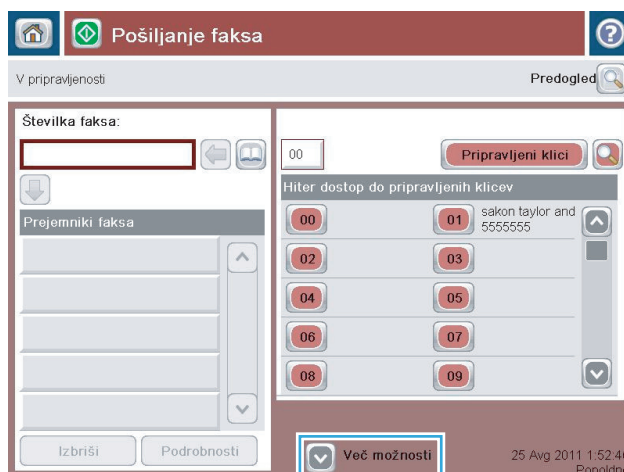 Pošiljanje faksa
V pripravljenosti
Predogled
Številka faksa:
00
Pripravljeni klici
Hiter dostop do pripravljenih klicev
00
01
sakon taylor and
5555555
Prejemniki faksa
02
03
04
05
06
07
08
09
Izbriši
Podrobnosti
Več možnosti
25 Avg 2011 1:52:46